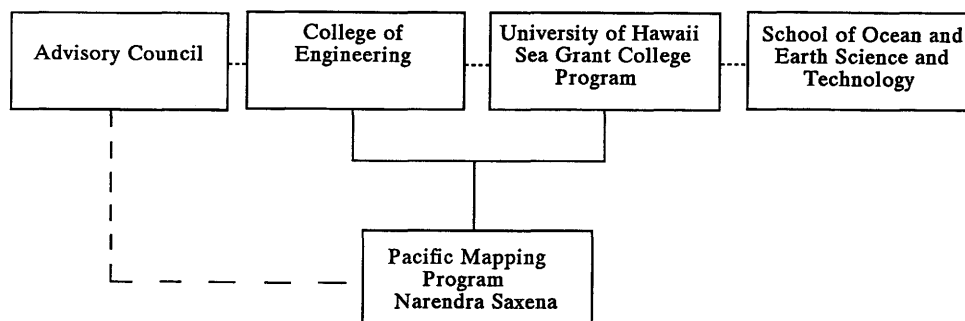 Advisory Council
College of
Engineering
University of Hawaii
Sea Grant College
Program
School of Ocean and
Earth Science and
Technology
Pacific Mapping
Program
Narendra Saxena